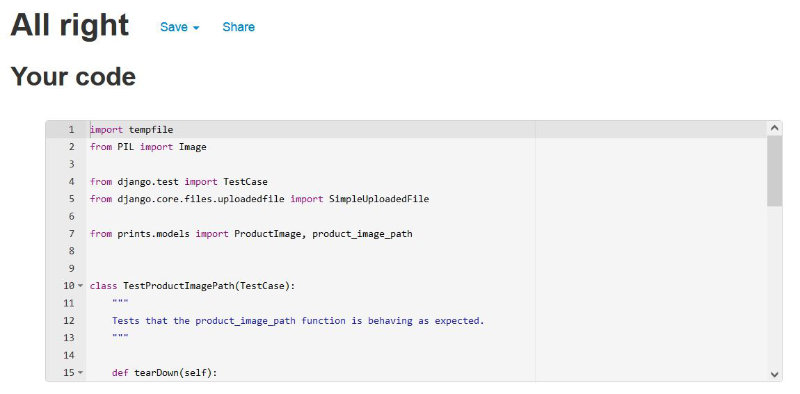 All right Save Share
Your code
1 import tempfile
2 from PIL import Image
3
4 from django.test import TestCase
5 from django.core.files.uploadedfile import SimpleUploadedFile
6
7 from prints.models import ProductImage, product_image_path
8
9
10 class TestProductImagePath(TestCase):
11 """
12 Tests that the product_image_path function is behaving as expected.
13 """
14
15 def tearDown(self):